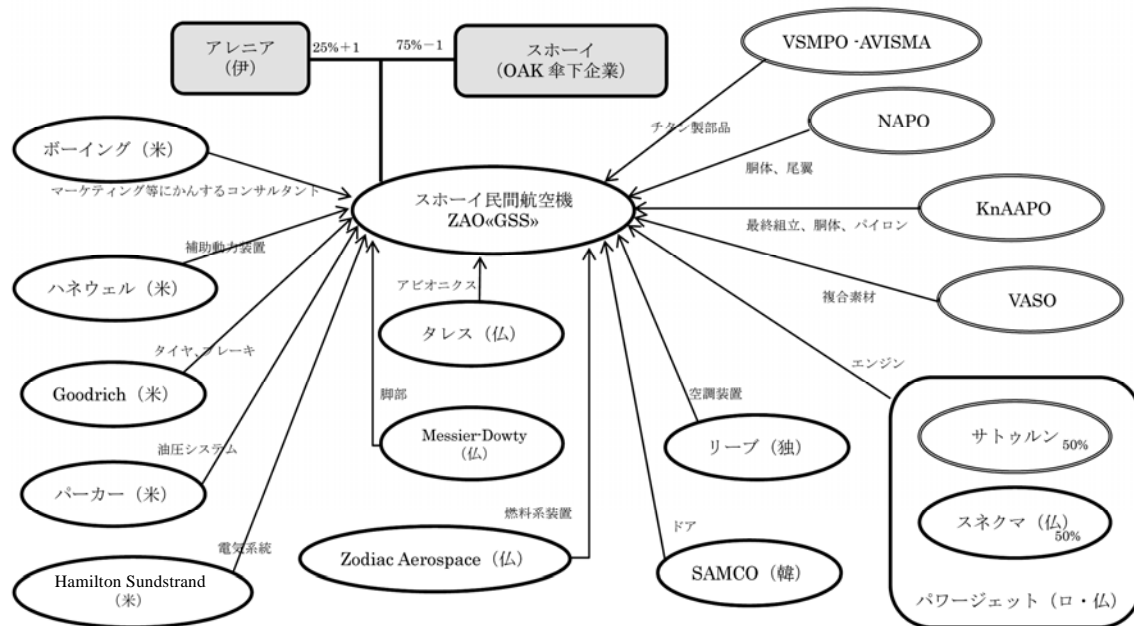 アレニア
(伊)
25%+1
75%-1
スホーイ
(OAK 傘下企業)
VSMPO -AVISMA
チタン製部品
NAPO
胴体、尾翼
ボーイング(米)
マーケティング等にかんするコンサルタント
スホーイ民間航空機
ZAO«GSS»
KnAAPO
最終組立、胴体、パイロン
補助動力装置
ハネウェル(米)
アビオニクス
タレス(仏)
複合素材
VASO
タイヤ、ブレーキ
Goodrich(米)
脚部
Messier-Dowty
(仏)
空調装置
リーブ(独)
エンジン
サトゥルン
50%
スネクマ(仏)
50%
パワージェット(ロ・仏)
油圧システム
パーカー(米)
燃料系装置
Zodiac Aerospace(仏)
ドア
SAMCO(韓)
電気系統
Hamilton Sundstrand
(米)